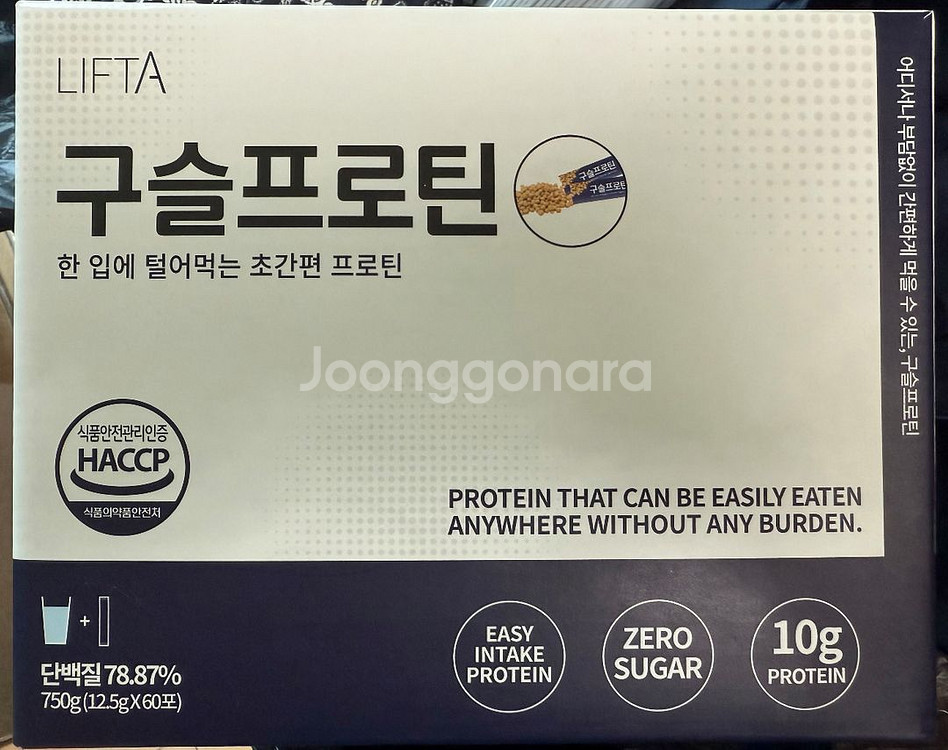 LIFTA
구슬프로틴
구슬프로틴
구슬프로틴
한 입에 털어먹는 초간편 프로틴
어디서나 부담없이 간편하게 먹을 수 있는, 구슬프로틴
Joonggonara
식품안전관리인증
HACCP
식품의약품안전처
PROTEIN THAT CAN BE EASILY EATEN
ANYWHERE WITHOUT ANY BURDEN.
+
단백질 78.87%
750g (12.5g X 60포)
EASY
INTAKE
PROTEIN
ZERO
SUGAR
10g
PROTEIN